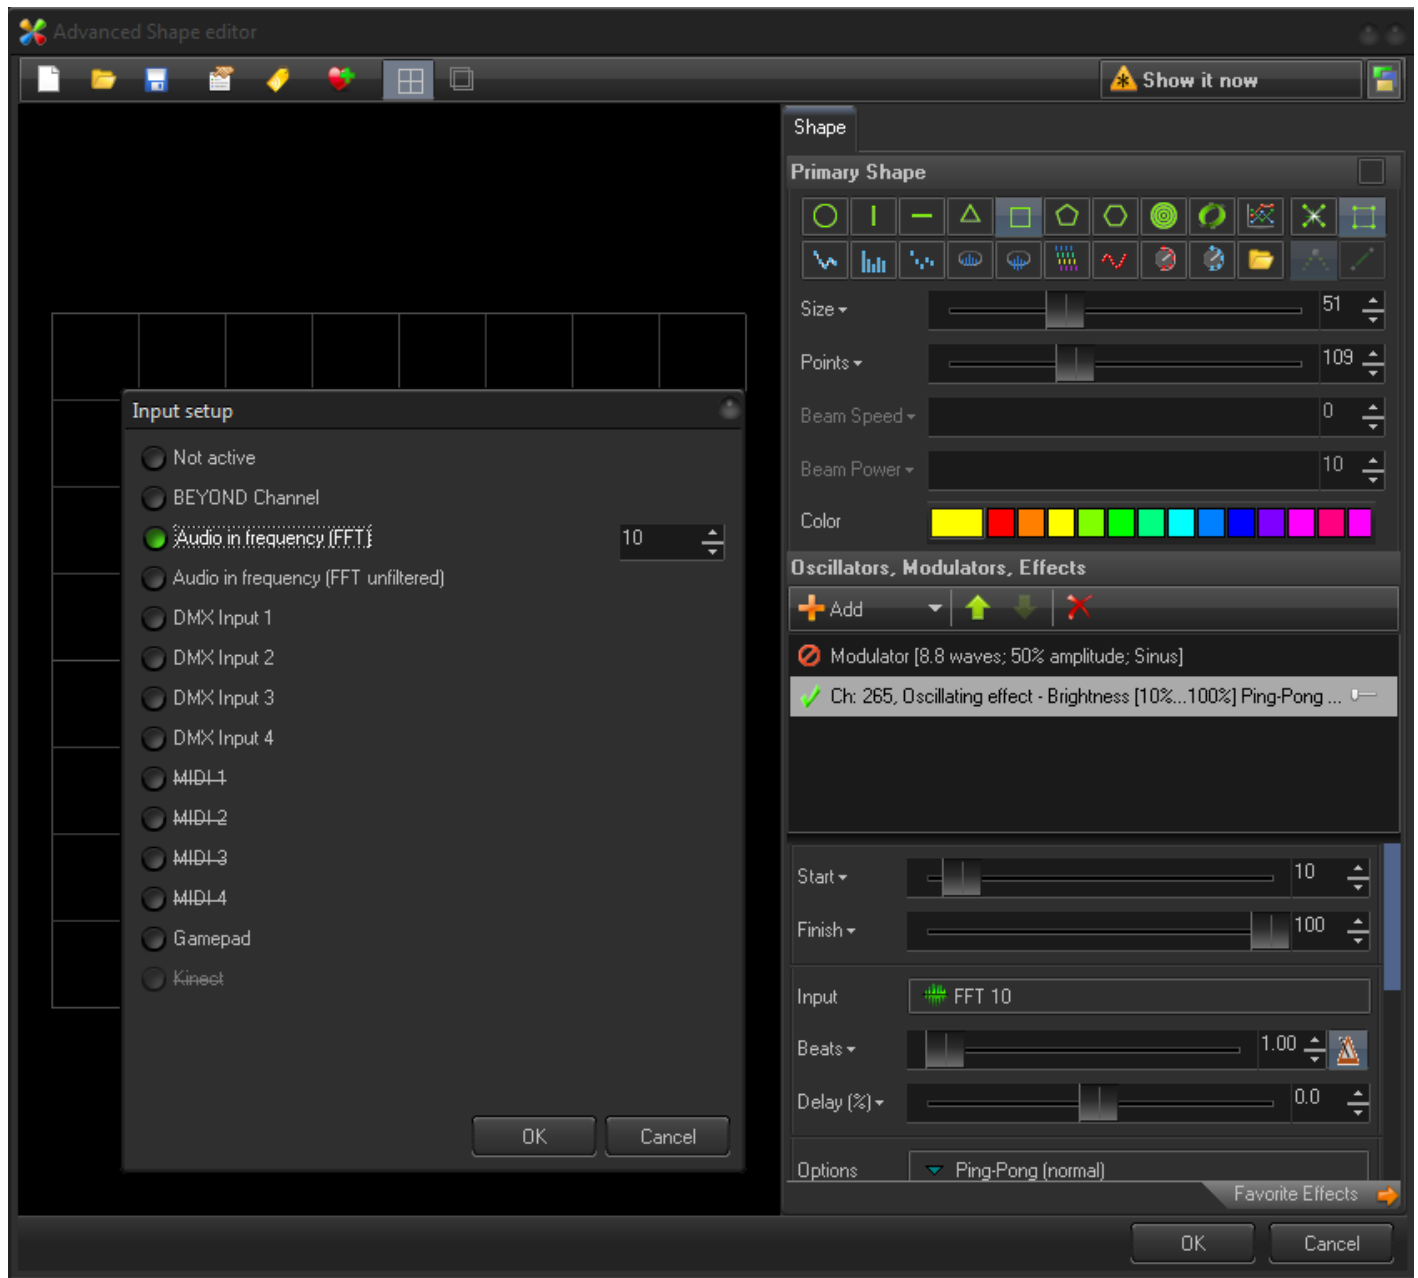 Advanced Shape editor
Show it now
Shape
Primary Shape
Size 51
Points 109
Beam Speed 0
Beam Power 10
Color
Oscillators, Modulators, Effects
Add
Modulator [8.8 waves; 50% amplitude; Sinus]
Ch: 265, Oscillating effect - Brightness [10%...100%] Ping-Pong ...
Start 10
Finish 100
Input FFT 10
Beats 1.00
Delay (%) 0.0
Options Ping-Pong (normal)
Favorite Effects
OK Cancel
Input setup
Not active
BEYOND Channel
Audio in frequency (FFT) 10
Audio in frequency (FFT unfiltered)
DMX Input 1
DMX Input 2
DMX Input 3
DMX Input 4
MIDI 1
MIDI 2
MIDI 3
MIDI 4
Gamepad
Kinect
OK Cancel